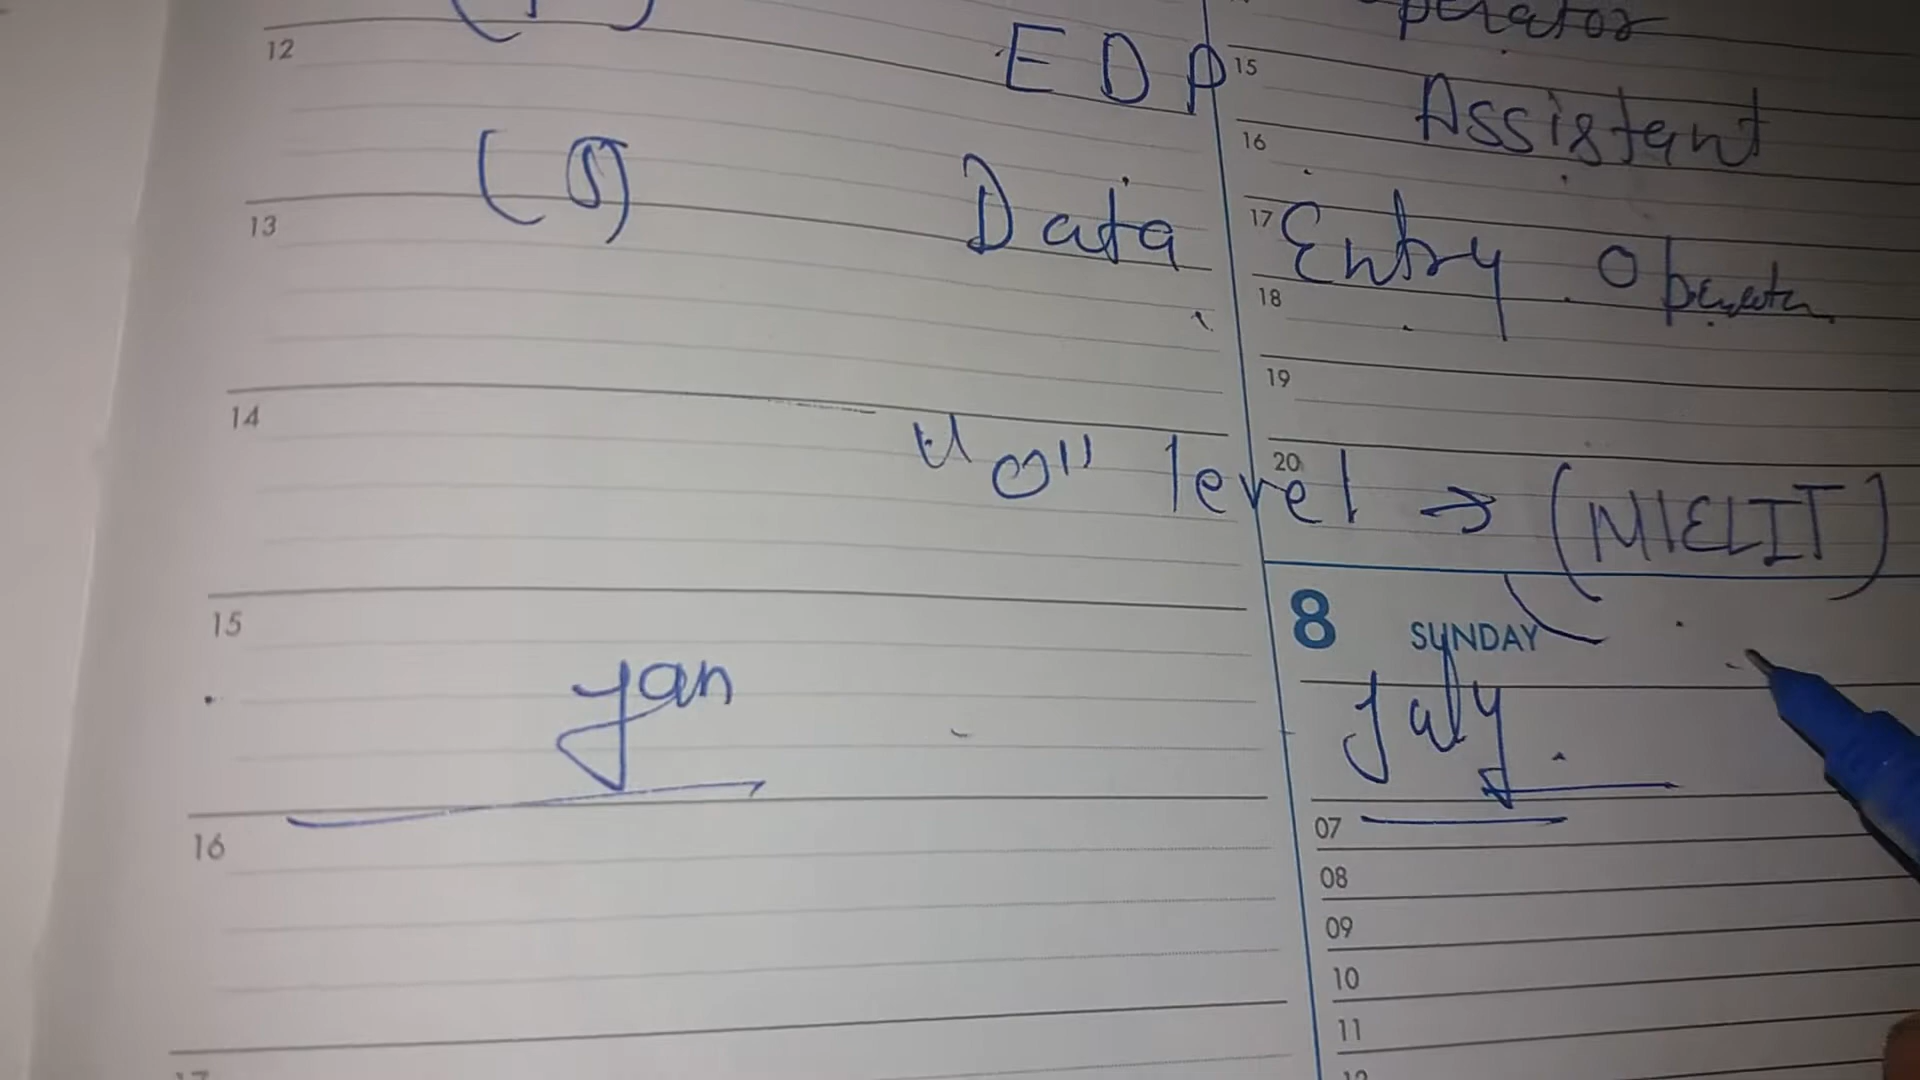 perator
12
EDP
15
Assistant
16
(5)
Data Entry Operator
13
17
18
19
14
"O" level → (NIELIT)
20
15
8 SUNDAY
Jan
July.
16
07
08
09
10
11